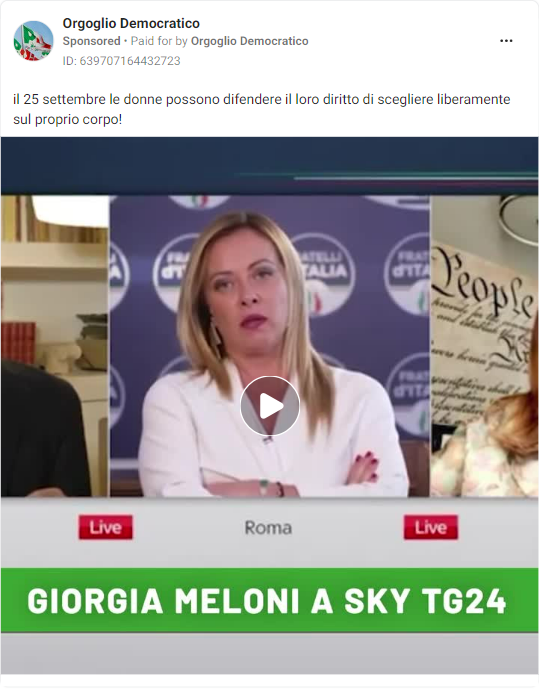 Orgoglio Democratico
Sponsored • Paid for by Orgoglio Democratico
ID: 639707164432723
il 25 settembre le donne possono difendere il loro diritto di scegliere liberamente
sul proprio corpo!
FRATELLI
d'ITALIA
People
Live
Roma
Live
GIORGIA MELONI A SKY TG24